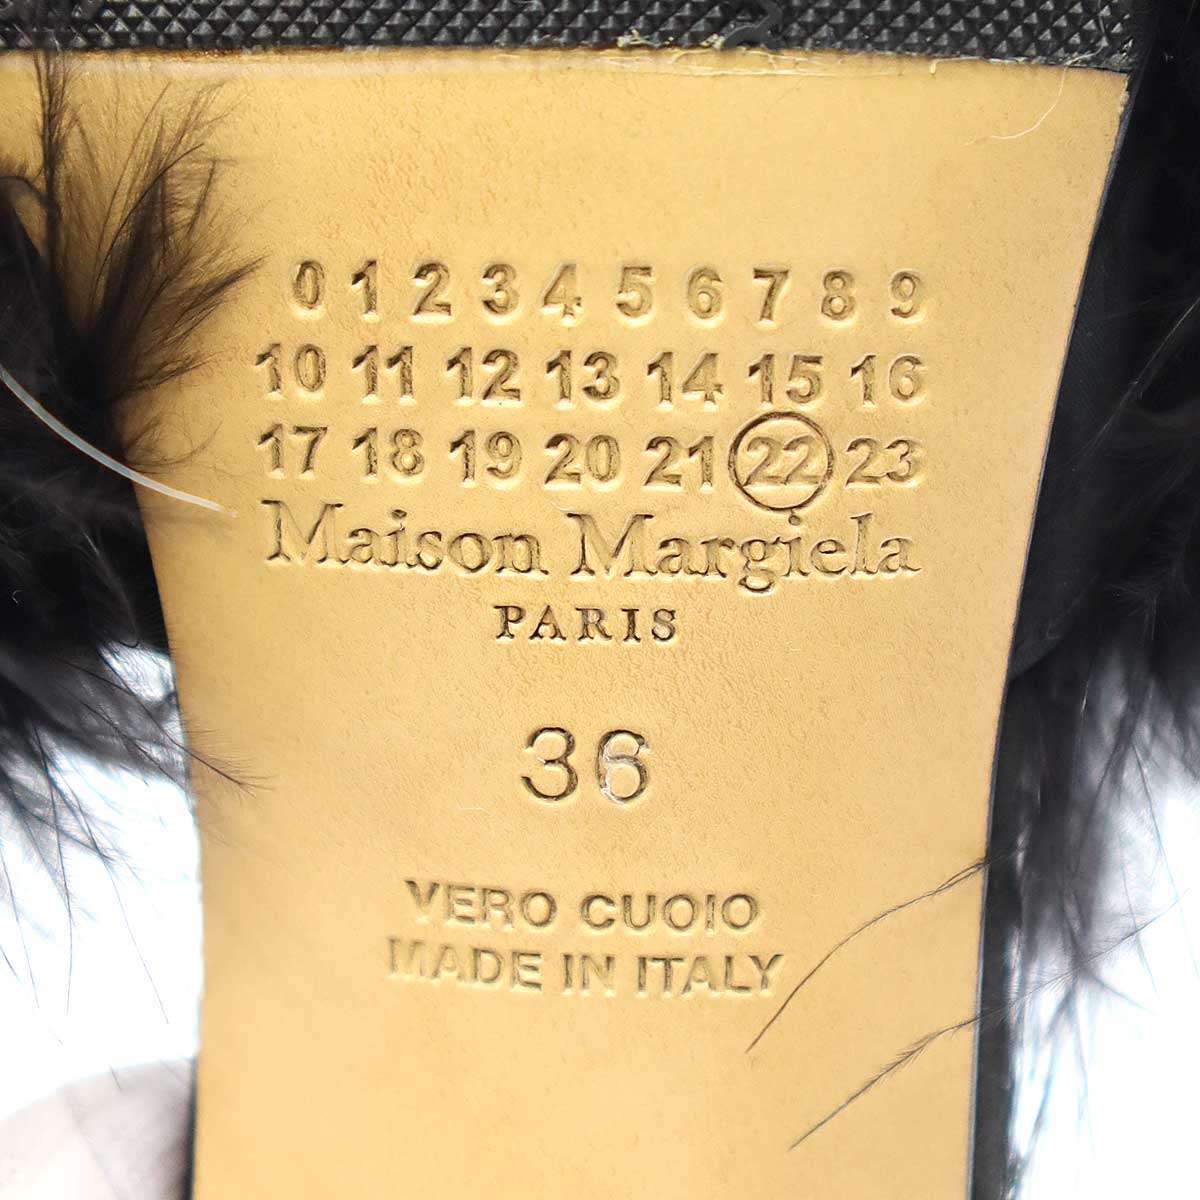 0 1 2 3 4 5 6 7 8 9
10 11 12 13 14 15 16
17 18 19 20 21 22 23
Maison Margiela
PARIS
36
VERO CUOIO
MADE IN ITALY